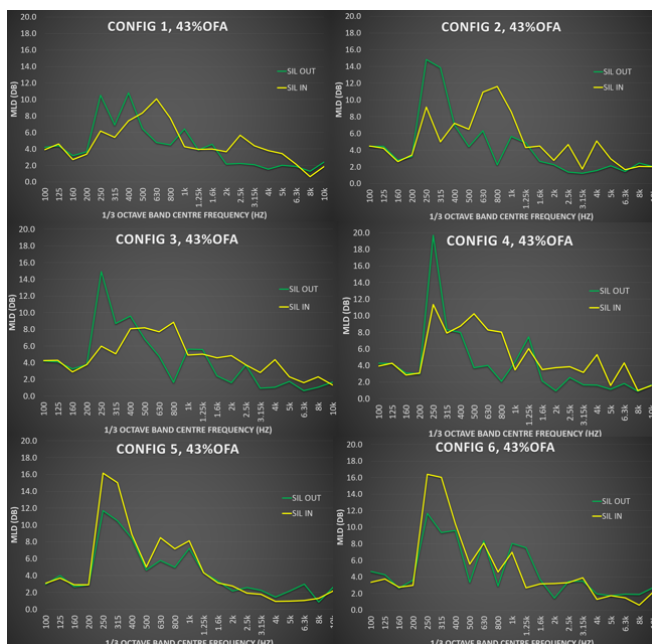 CONFIG 1, 43%OFA
20.0
18.0
16.0
14.0
12.0
10.0
8.0
6.0
4.0
2.0
0.0
MLD (DB)
SIL OUT
SIL IN
100 125 160 200 250 315 400 500 630 800 1k 1.25k 1.6k 2k 2.5k 3.15k 4k 5k 6.3k 8k 10k
1/3 OCTAVE BAND CENTRE FREQUENCY (HZ)
CONFIG 2, 43%OFA
20.0
18.0
16.0
14.0
12.0
10.0
8.0
6.0
4.0
2.0
0.0
MLD (DB)
SIL OUT
SIL IN
100 125 160 200 250 315 400 500 630 800 1k 1.25k 1.6k 2k 2.5k 3.15k 4k 5k 6.3k 8k 10k
1/3 OCTAVE BAND CENTRE FREQUENCY (HZ)
CONFIG 3, 43%OFA
20.0
18.0
16.0
14.0
12.0
10.0
8.0
6.0
4.0
2.0
0.0
MLD (DB)
SIL OUT
SIL IN
100 125 160 200 250 315 400 500 630 800 1k 1.25k 1.6k 2k 2.5k 3.15k 4k 5k 6.3k 8k 10k
1/3 OCTAVE BAND CENTRE FREQUENCY (HZ)
CONFIG 4, 43%OFA
20.0
18.0
16.0
14.0
12.0
10.0
8.0
6.0
4.0
2.0
0.0
MLD (DB)
SIL OUT
SIL IN
100 125 160 200 250 315 400 500 630 800 1k 1.25k 1.6k 2k 2.5k 3.15k 4k 5k 6.3k 8k 10k
1/3 OCTAVE BAND CENTRE FREQUENCY (HZ)
CONFIG 5, 43%OFA
20.0
18.0
16.0
14.0
12.0
10.0
8.0
6.0
4.0
2.0
0.0
MLD (DB)
SIL OUT
SIL IN
100 125 160 200 250 315 400 500 630 800 1k 1.25k 1.6k 2k 2.5k 3.15k 4k 5k 6.3k 8k 10k
1/3 OCTAVE BAND CENTRE FREQUENCY (HZ)
CONFIG 6, 43%OFA
20.0
18.0
16.0
14.0
12.0
10.0
8.0
6.0
4.0
2.0
0.0
MLD (DB)
SIL OUT
SIL IN
100 125 160 200 250 315 400 500 630 800 1k 1.25k 1.6k 2k 2.5k 3.15k 4k 5k 6.3k 8k 10k
1/3 OCTAVE BAND CENTRE FREQUENCY (HZ)